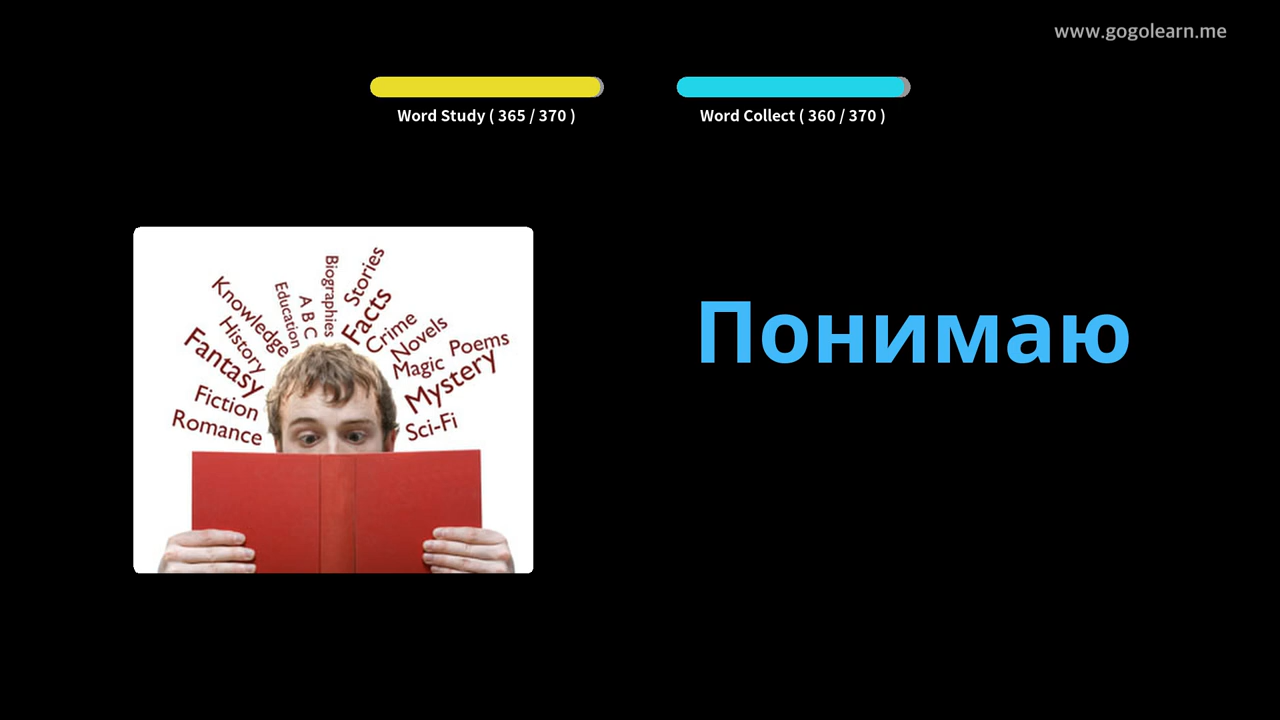 www.gogolearn.me
Word Study ( 365 / 370 )
Word Collect ( 360 / 370 )
Knowledge
History
Fantasy
Fiction
Romance
Education
A B C
Biographies
Stories
Facts
Crime
Novels
Magic
Poems
Mystery
Sci-Fi
Понимаю